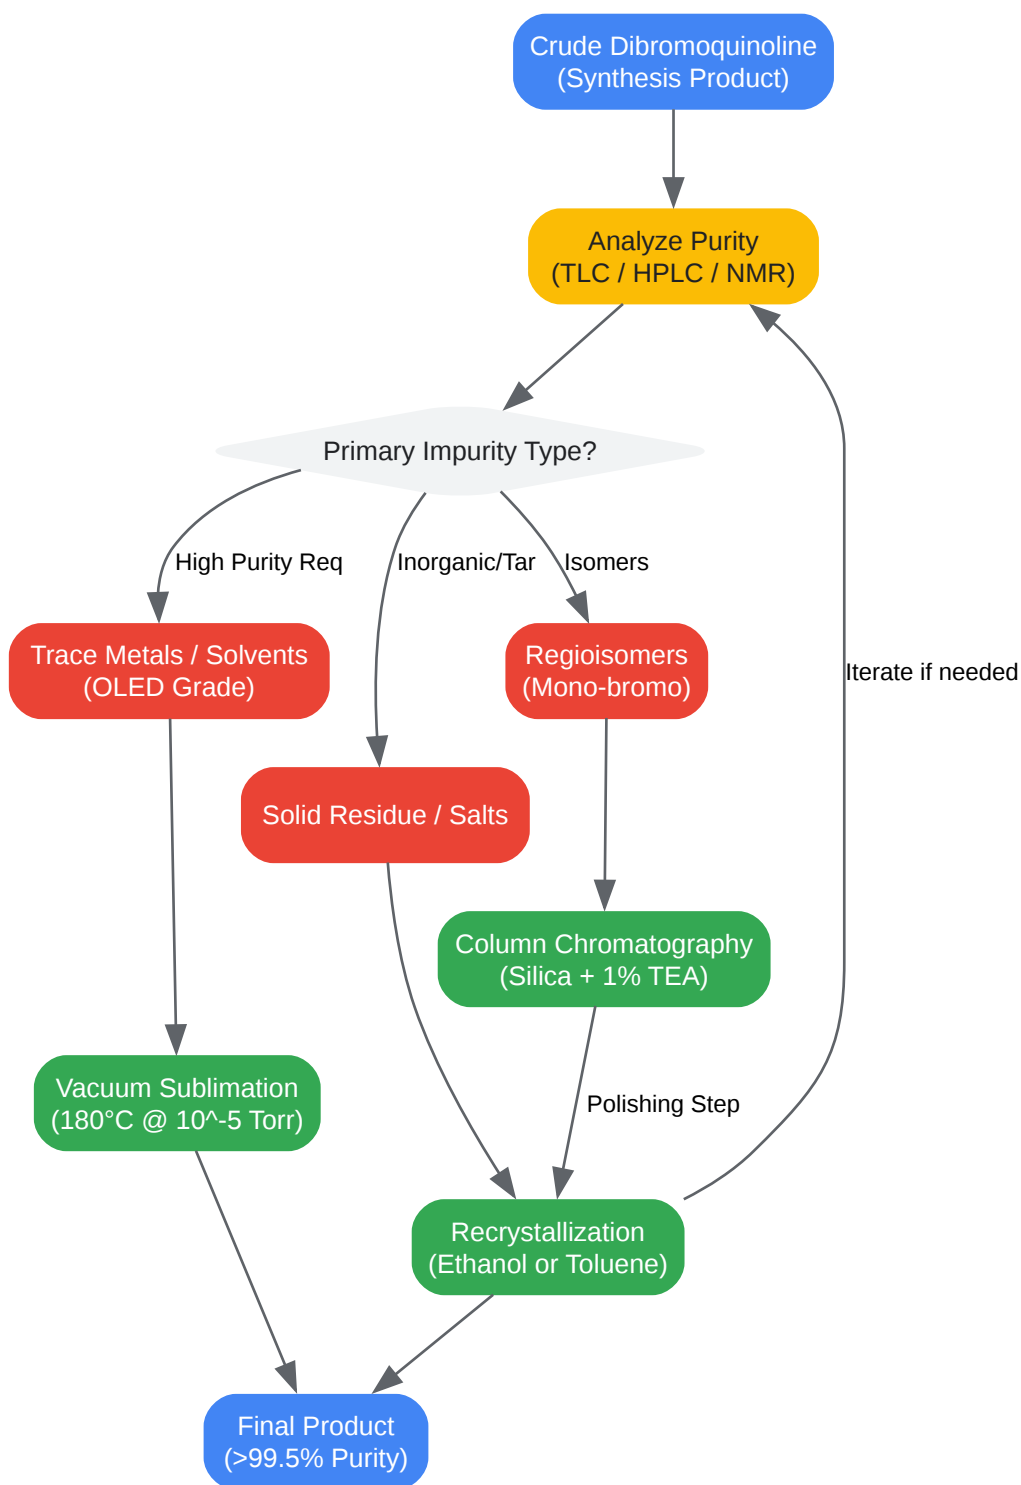 Crude Dibromoquinoline
(Synthesis Product)
Analyze Purity
(TLC / HPLC / NMR)
Primary Impurity Type?
High Purity Req
Inorganic/Tar
Isomers
Trace Metals / Solvents
(OLED Grade)
Regioisomers
(Mono-bromo)
Iterate if needed
Solid Residue / Salts
Column Chromatography
(Silica + 1% TEA)
Vacuum Sublimation
(180°C @ 10^-5 Torr)
Polishing Step
Recrystallization
(Ethanol or Toluene)
Final Product
(>99.5% Purity)